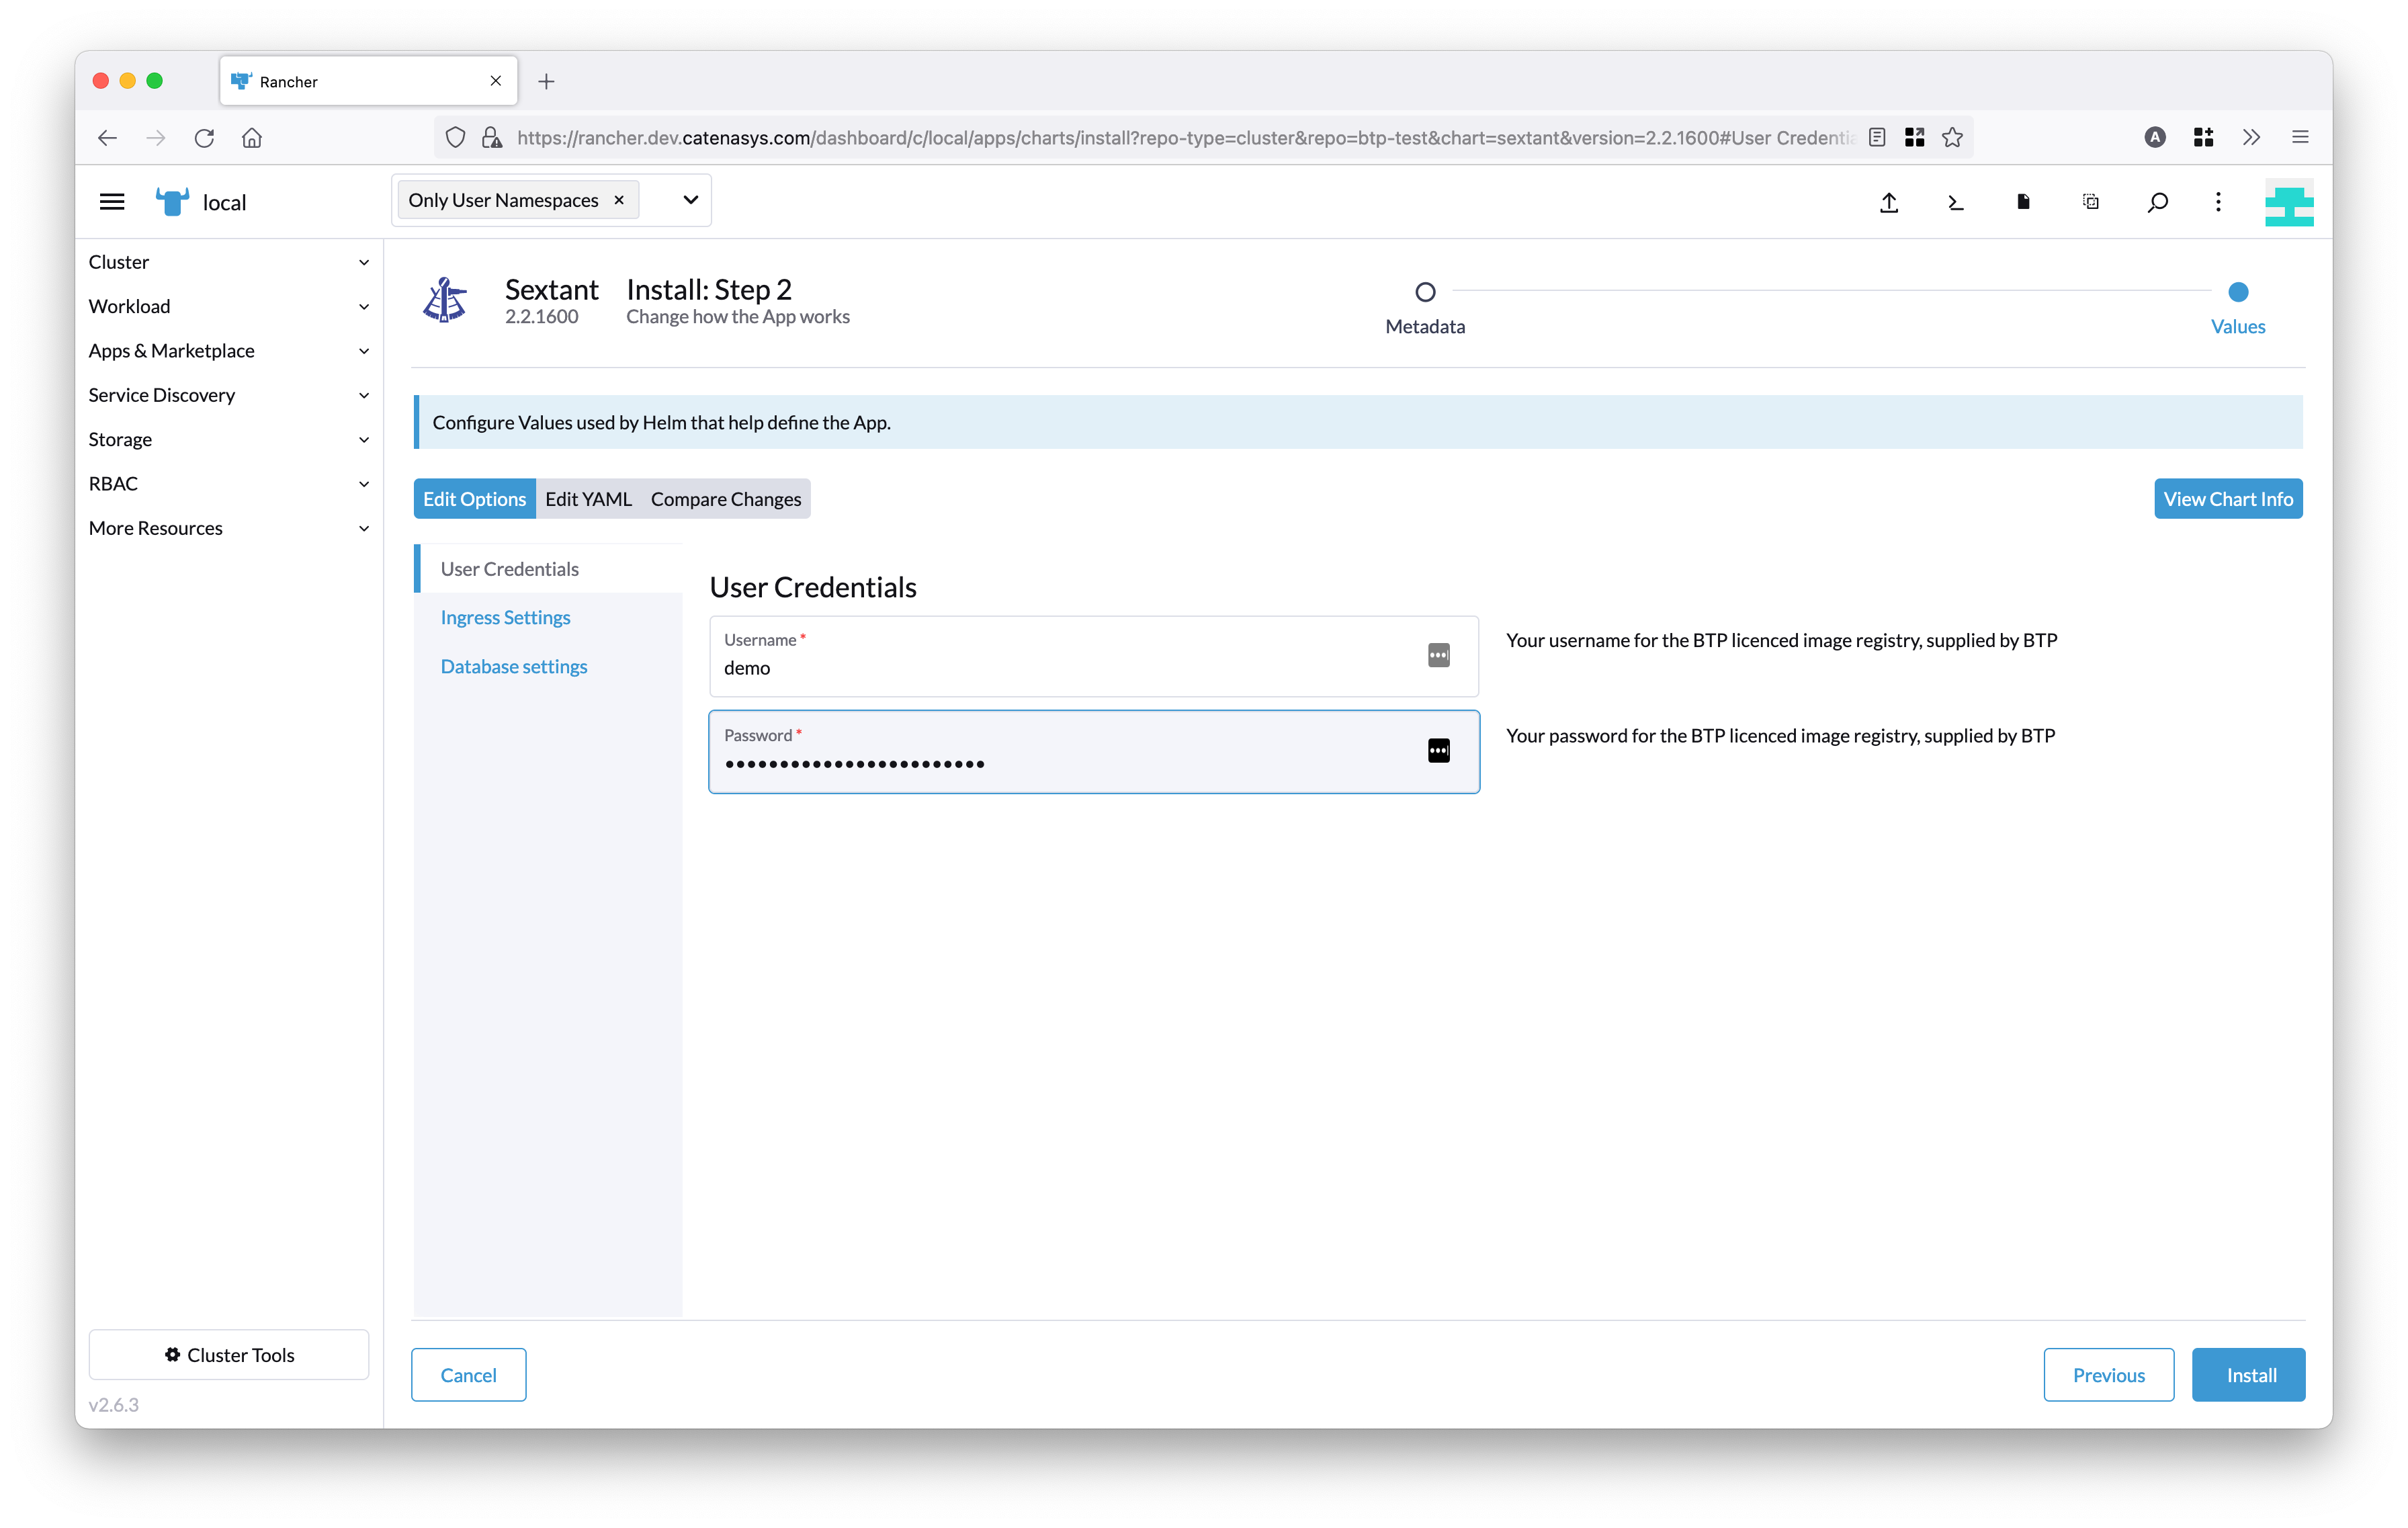 Rancher
https://rancher.dev.catenasys.com/dashboard/c/local/apps/charts/install?repo-type=cluster&repo=btp-test&chart=sextant&version=2.2.1600#User Credentia
A
local
Only User Namespaces
Cluster
Workload
Apps & Marketplace
Service Discovery
Storage
RBAC
More Resources
Sextant
2.2.1600
Install: Step 2
Change how the App works
Metadata
Values
Configure Values used by Helm that help define the App.
Edit Options
Edit YAML
Compare Changes
View Chart Info
User Credentials
Ingress Settings
Database settings
User Credentials
Username *
demo
Your username for the BTP licenced image registry, supplied by BTP
Password *
••••••••••••••••••••••••
Your password for the BTP licenced image registry, supplied by BTP
Cluster Tools
v2.6.3
Cancel
Previous
Install